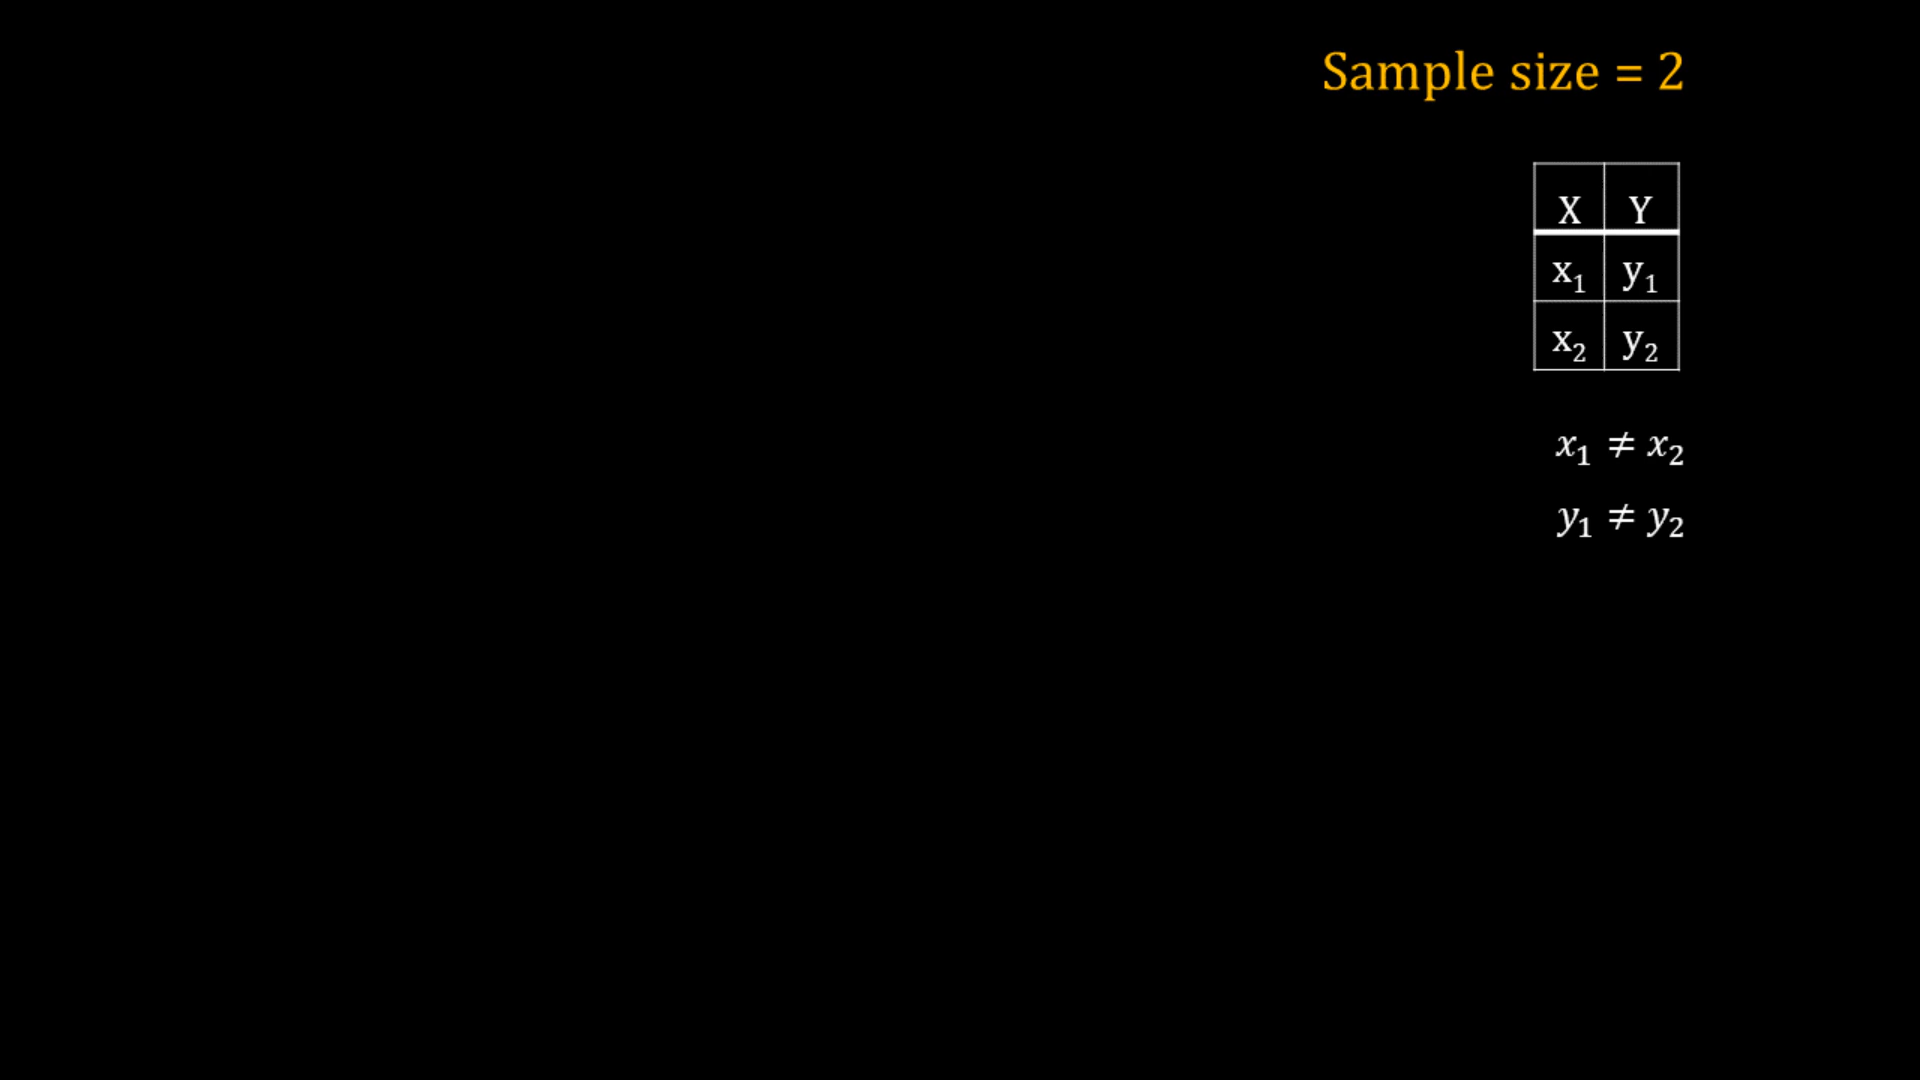 Sample size = 2
X Y
x₁ y₁
x₂ y₂
x₁ ≠ x₂
y₁ ≠ y₂